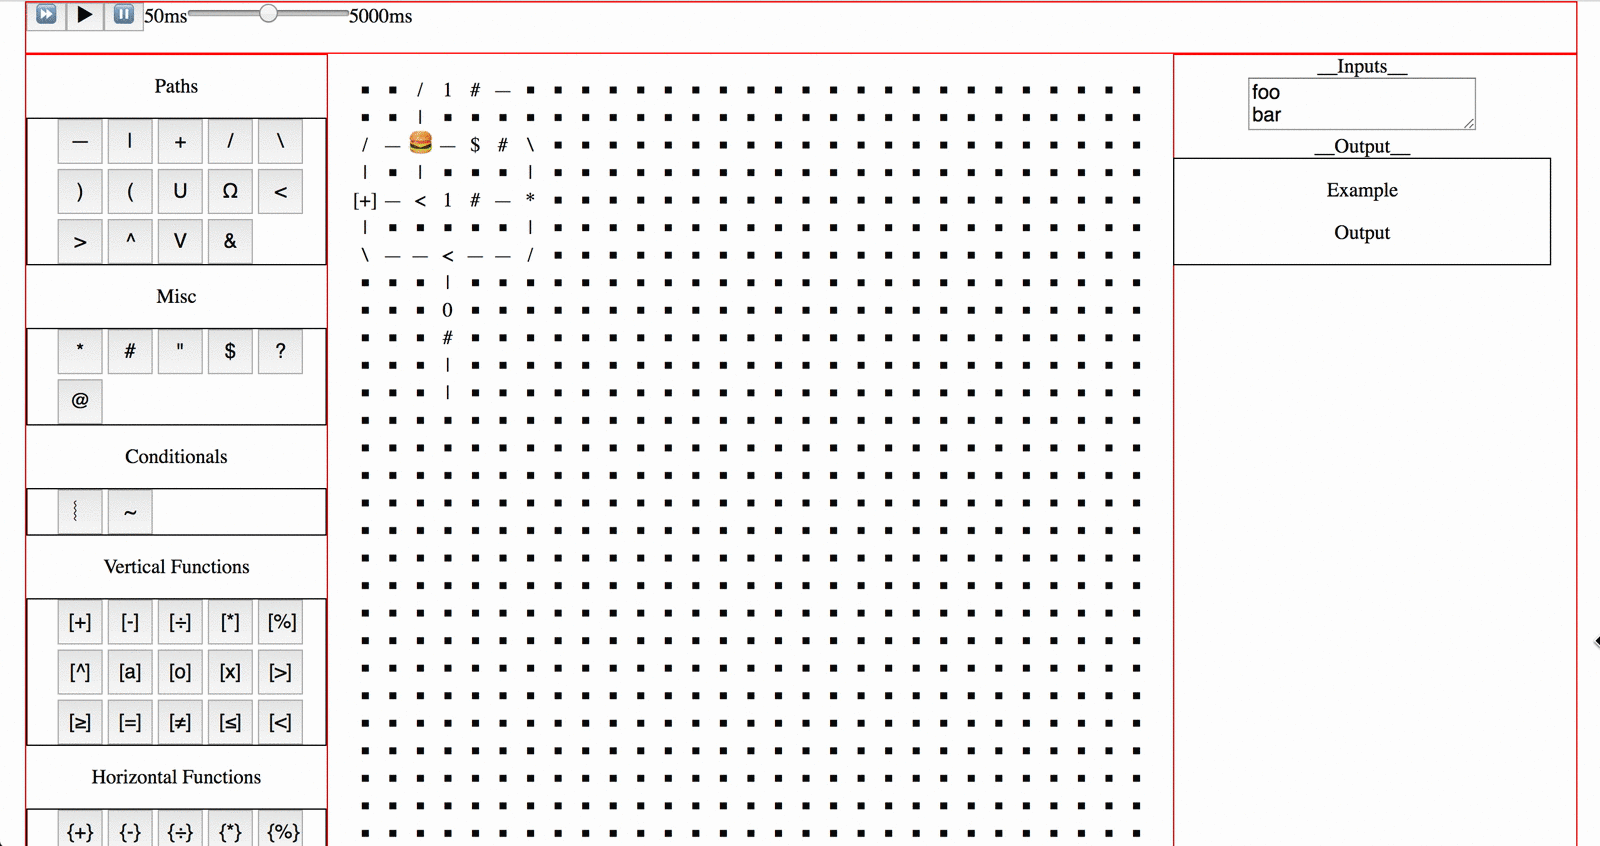 50ms 5000ms
Paths
— | + / \
) ( U Ω <
> ^ V &
Misc
* # " $ ?
@
Conditionals
⦚ ~
Vertical Functions
[+] [-] [÷] [*] [%]
[^] [a] [o] [x] [>]
[≥] [=] [≠] [≤] [<]
Horizontal Functions
{+} {-} {÷} {*} {%}
/ 1 # —
|
/ — 🍔 — $ # \
| | |
[+] — < 1 # — *
| |
\ — — < — — /
|
0
#
|
|
__Inputs__
foo
bar
__Output__
Example
Output